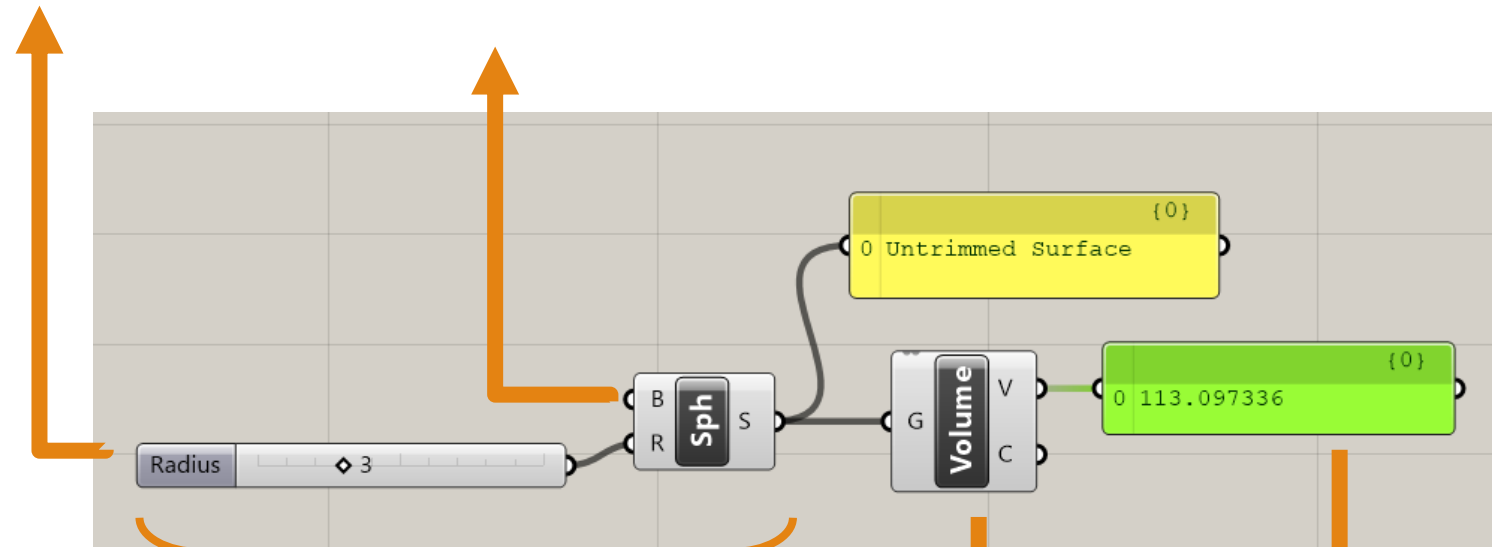 {0}
0 Untrimmed Surface
{0}
0 113.097336
B
R
Sph
S
G
Volume
V
C
Radius
3